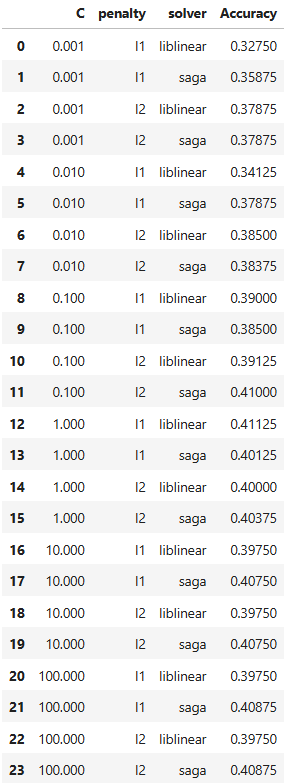 C penalty solver Accuracy
0 0.001 l1 liblinear 0.32750
1 0.001 l1 saga 0.35875
2 0.001 l2 liblinear 0.37875
3 0.001 l2 saga 0.37875
4 0.010 l1 liblinear 0.34125
5 0.010 l1 saga 0.37875
6 0.010 l2 liblinear 0.38500
7 0.010 l2 saga 0.38375
8 0.100 l1 liblinear 0.39000
9 0.100 l1 saga 0.38500
10 0.100 l2 liblinear 0.39125
11 0.100 l2 saga 0.41000
12 1.000 l1 liblinear 0.41125
13 1.000 l1 saga 0.40125
14 1.000 l2 liblinear 0.40000
15 1.000 l2 saga 0.40375
16 10.000 l1 liblinear 0.39750
17 10.000 l1 saga 0.40750
18 10.000 l2 liblinear 0.39750
19 10.000 l2 saga 0.40750
20 100.000 l1 liblinear 0.39750
21 100.000 l1 saga 0.40875
22 100.000 l2 liblinear 0.39750
23 100.000 l2 saga 0.40875